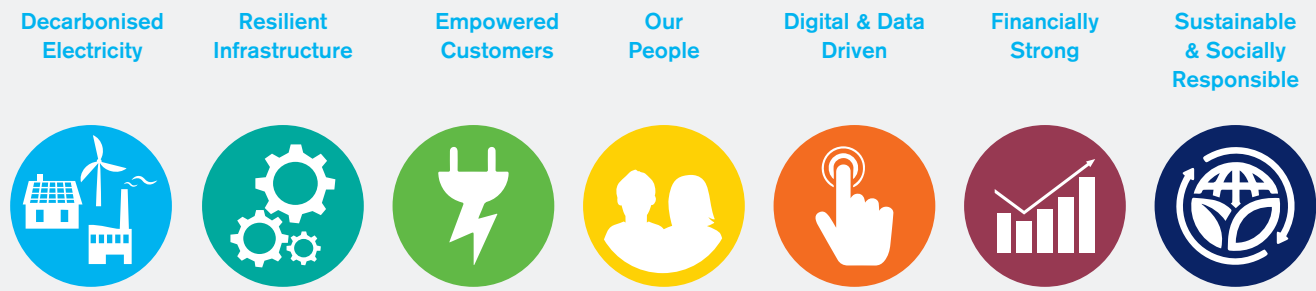 Decarbonised
Electricity
Resilient
Infrastructure
Empowered
Customers
Our
People
Digital & Data
Driven
Financially
Strong
Sustainable
& Socially
Responsible